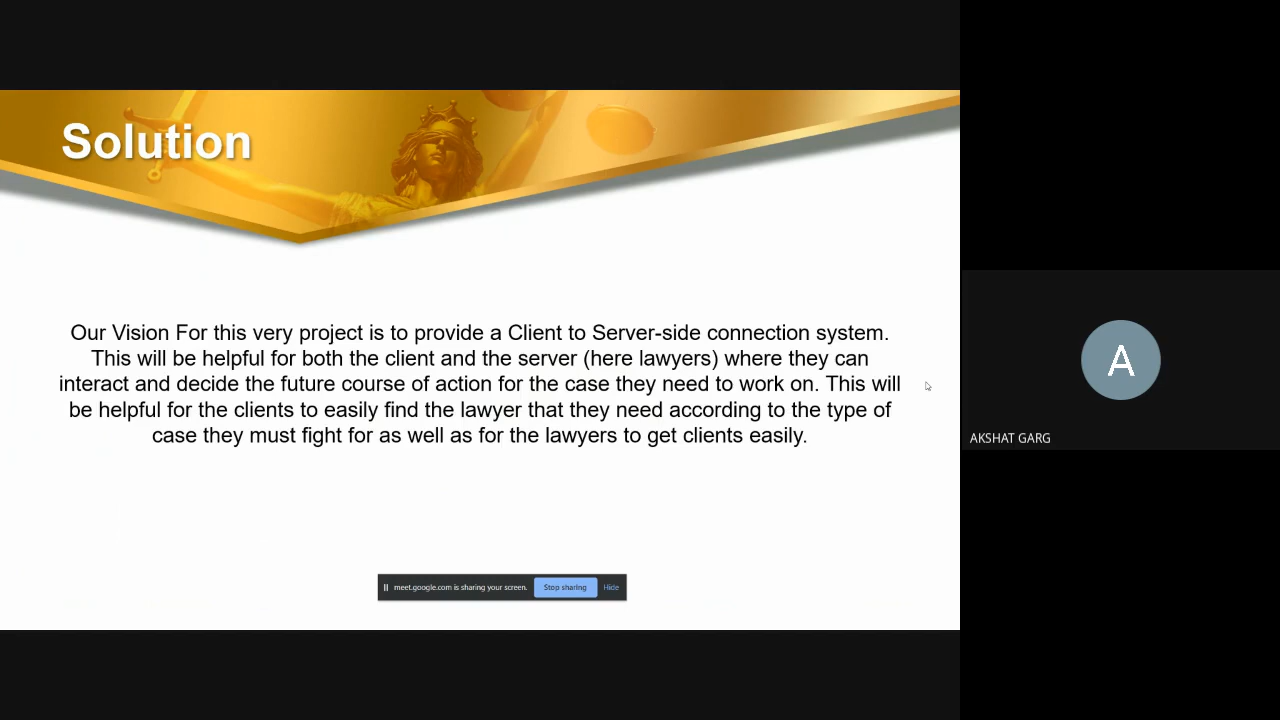 Solution
Our Vision For this very project is to provide a Client to Server-side connection system.
This will be helpful for both the client and the server (here lawyers) where they can
interact and decide the future course of action for the case they need to work on. This will
be helpful for the clients to easily find the lawyer that they need according to the type of
case they must fight for as well as for the lawyers to get clients easily.
meet.google.com is sharing your screen. Stop sharing Hide
A
AKSHAT GARG